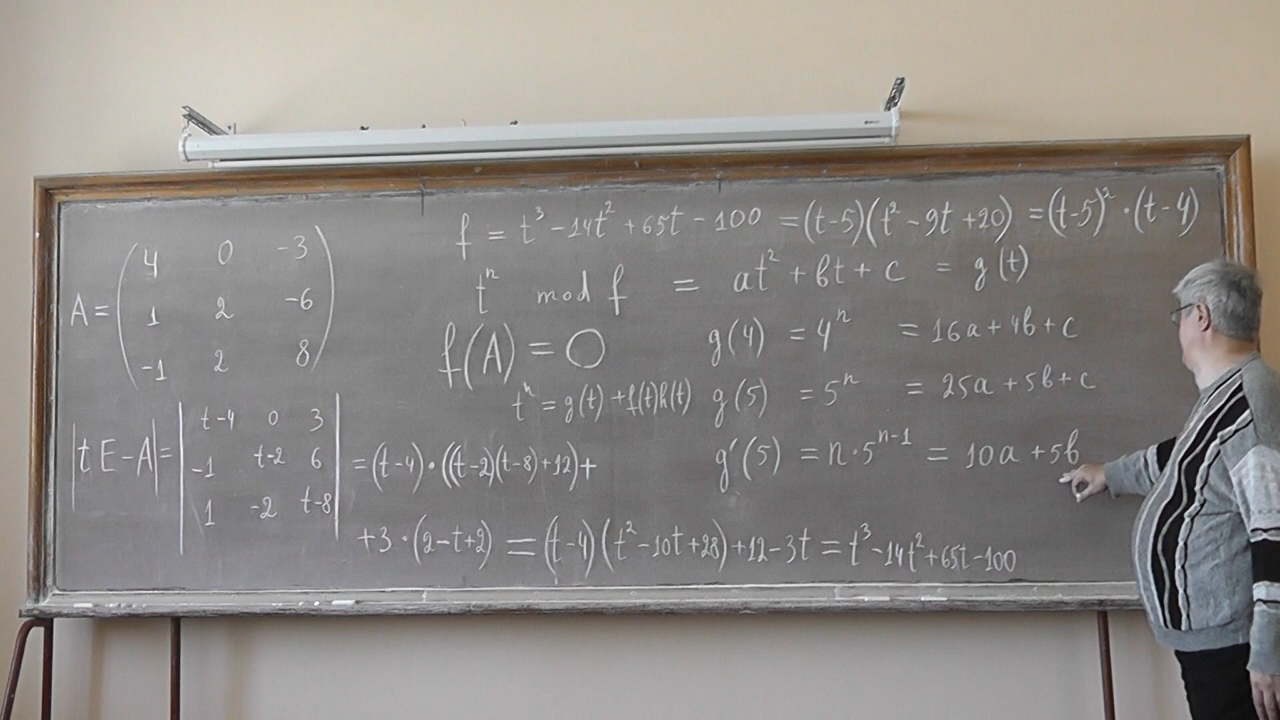 A = ( 4 0 -3
1 2 -6
-1 2 8 )
|tE-A| = | t-4 0 3
-1 t-2 6
1 -2 t-8 |
= (t-4)·((t-2)(t-8)+12)+
+3·(2-t+2) = (t-4)(t²-10t+28)+12-3t = t³-14t²+65t-100
f = t³-14t²+65t-100 = (t-5)(t²-9t+20) = (t-5)²·(t-4)
tⁿ mod f = at²+bt+c = g(t)
f(A) = 0
tⁿ = g(t)+f(t)h(t)
g(4) = 4ⁿ = 16a+4b+c
g(5) = 5ⁿ = 25a+5b+c
g'(5) = n·5ⁿ⁻¹ = 10a+5b